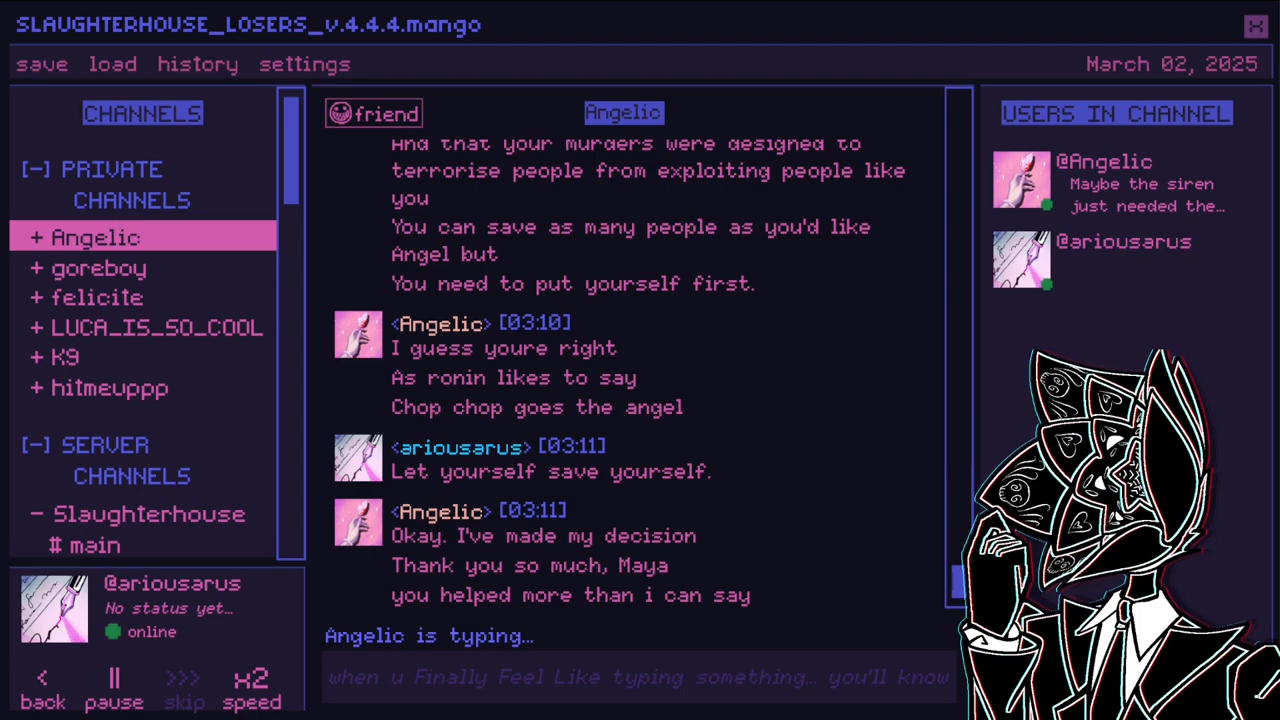 SLAUGHTERHOUSE_LOSERS_v.4.4.4.mango
x
save load history settings
March 02, 2025
CHANNELS
[-] PRIVATE
CHANNELS
+ Angelic
+ goreboy
+ felicite
+ LUCA_IS_SO_COOL
+ K9
+ hitmeuppp
[-] SERVER
CHANNELS
- Slaughterhouse
# main
@ariousarus
No status yet...
online
< || >>> x2
back pause skip speed
friend
Angelic
And that your murders were designed to
terrorise people from exploiting people like
you
You can save as many people as you'd like
Angel but
You need to put yourself first.
<Angelic> [03:10]
I guess youre right
As ronin likes to say
Chop chop goes the angel
<ariousarus> [03:11]
Let yourself save yourself.
<Angelic> [03:11]
Okay. I've made my decision
Thank you so much, Maya
you helped more than i can say
Angelic is typing...
when u Finally Feel Like typing something... you'll know
USERS IN CHANNEL
@Angelic
Maybe the siren
just needed the...
@ariousarus